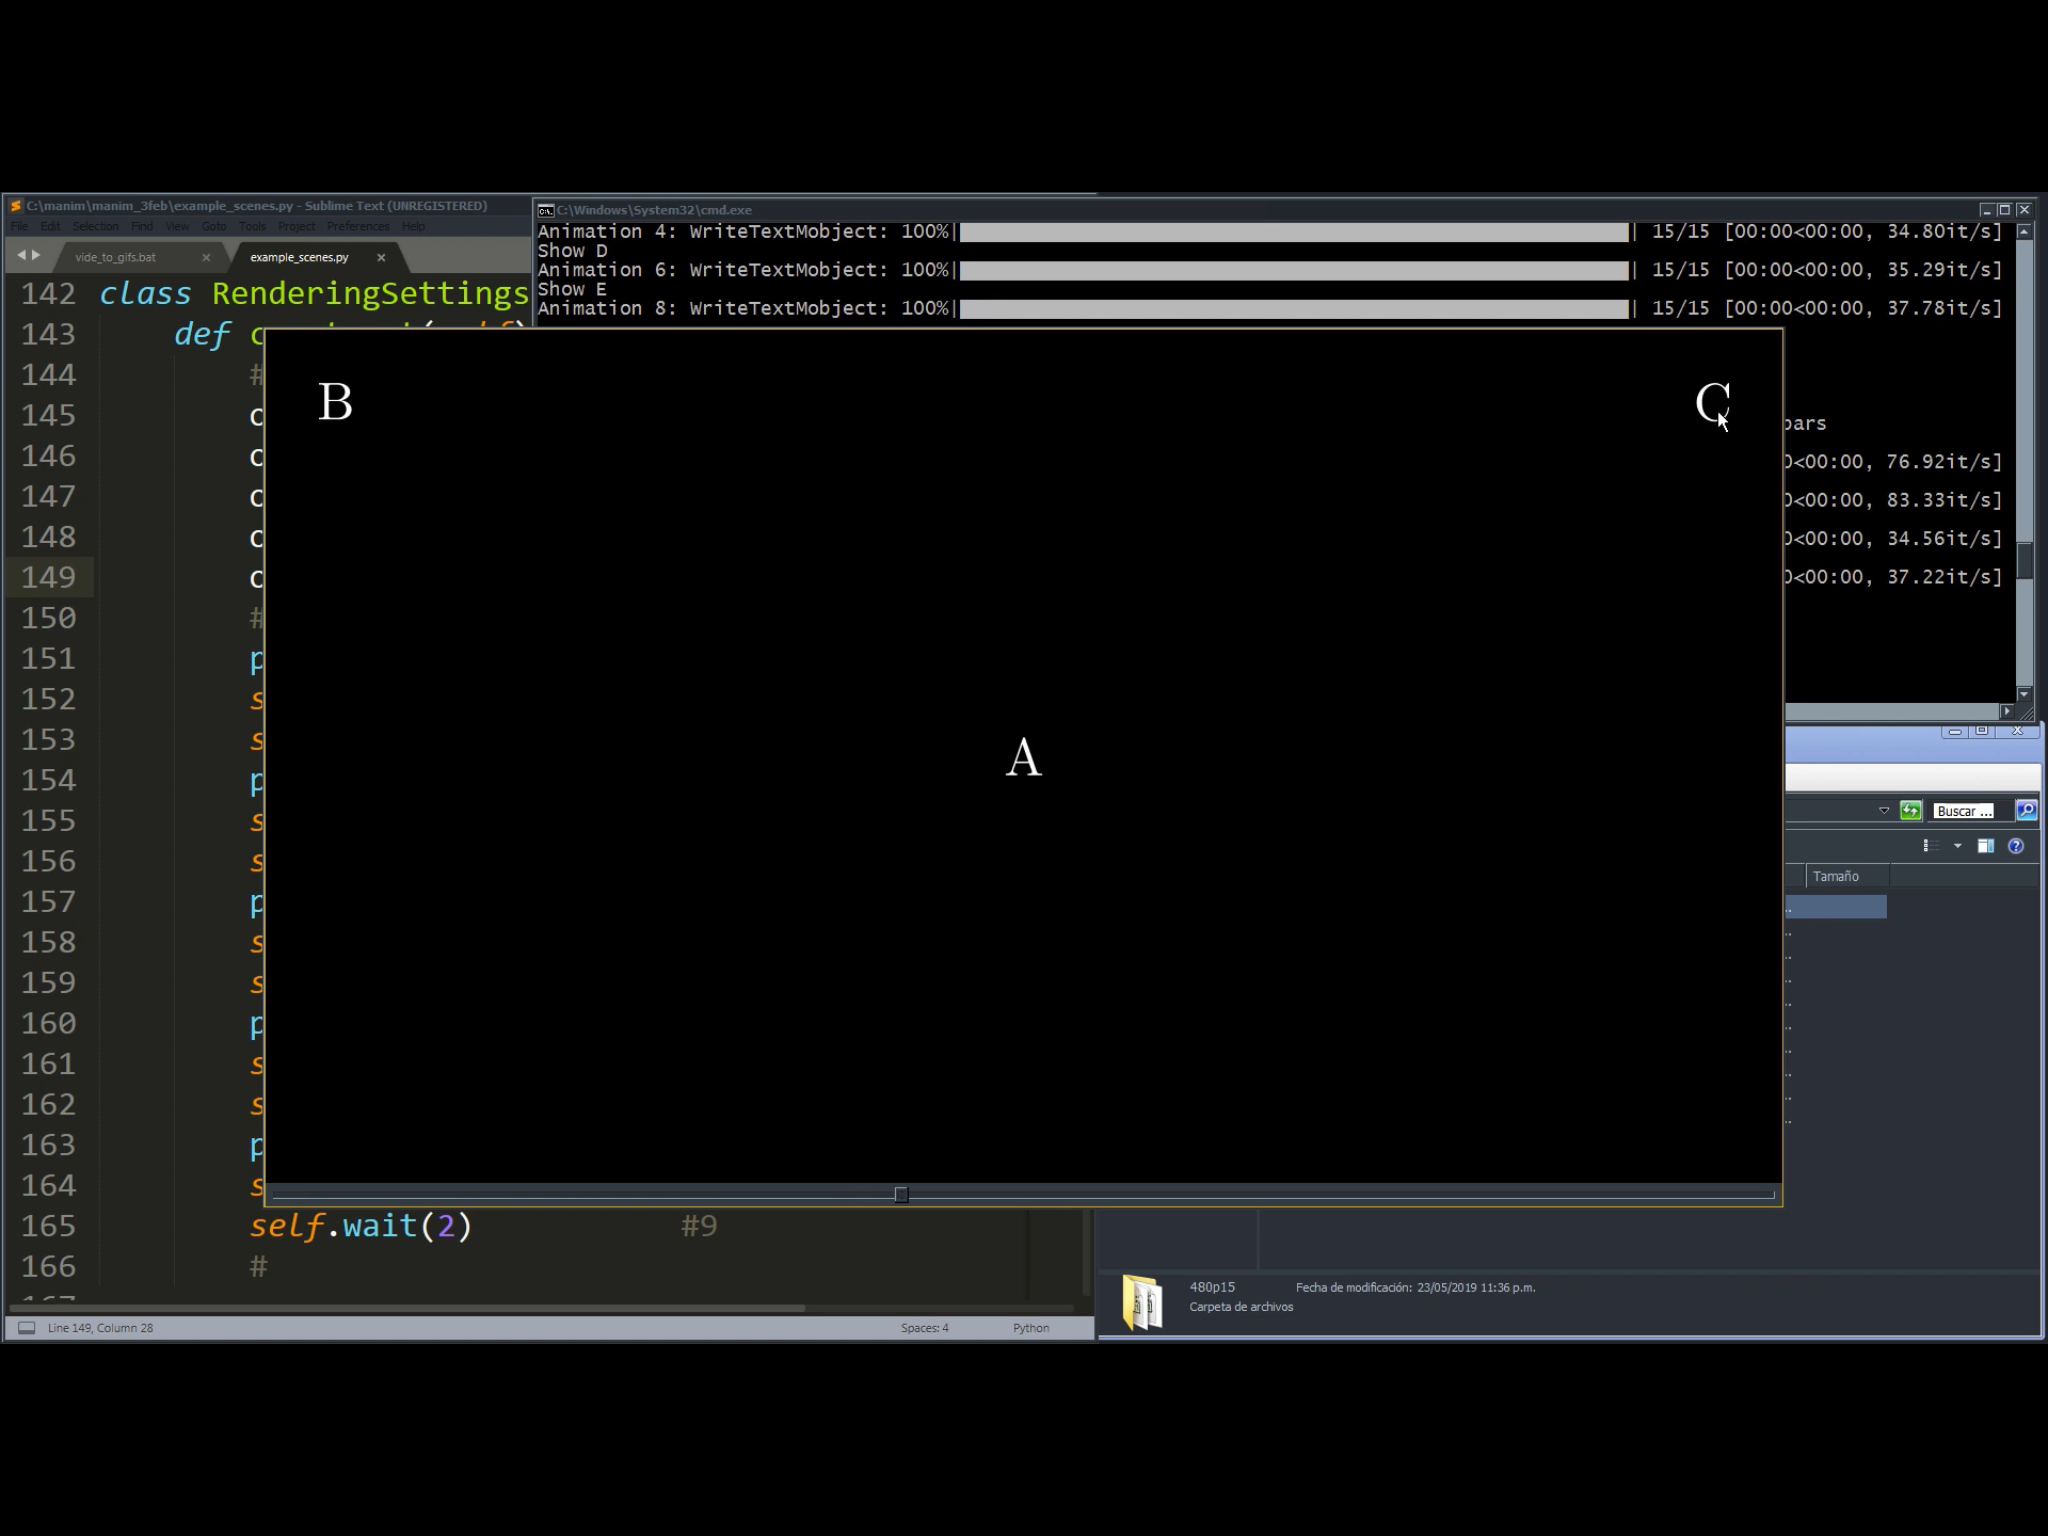 C:\manim\manim_3feb\example_scenes.py - Sublime Text (UNREGISTERED)
File Edit Selection Find View Goto Tools Project Preferences Help
vide_to_gifs.bat
example_scenes.py
142 class RenderingSettings
143 def
144 #
145 c
146 c
147 c
148 c
149 c
150 #
151 p
152 s
153 s
154 p
155 s
156 s
157 p
158 s
159 s
160 p
161 s
162 s
163 p
164 s
165 self.wait(2) #9
166 #
Line 149, Column 28
Spaces: 4
Python
C:\Windows\System32\cmd.exe
Animation 4: WriteTextMobject: 100%| | 15/15 [00:00<00:00, 34.80it/s]
Show D
Animation 6: WriteTextMobject: 100%| | 15/15 [00:00<00:00, 35.29it/s]
Show E
Animation 8: WriteTextMobject: 100%| | 15/15 [00:00<00:00, 37.78it/s]
bars
0<00:00, 76.92it/s]
0<00:00, 83.33it/s]
0<00:00, 34.56it/s]
0<00:00, 37.22it/s]
B
C
A
Buscar ...
Tamaño
480p15
Fecha de modificación: 23/05/2019 11:36 p.m.
Carpeta de archivos